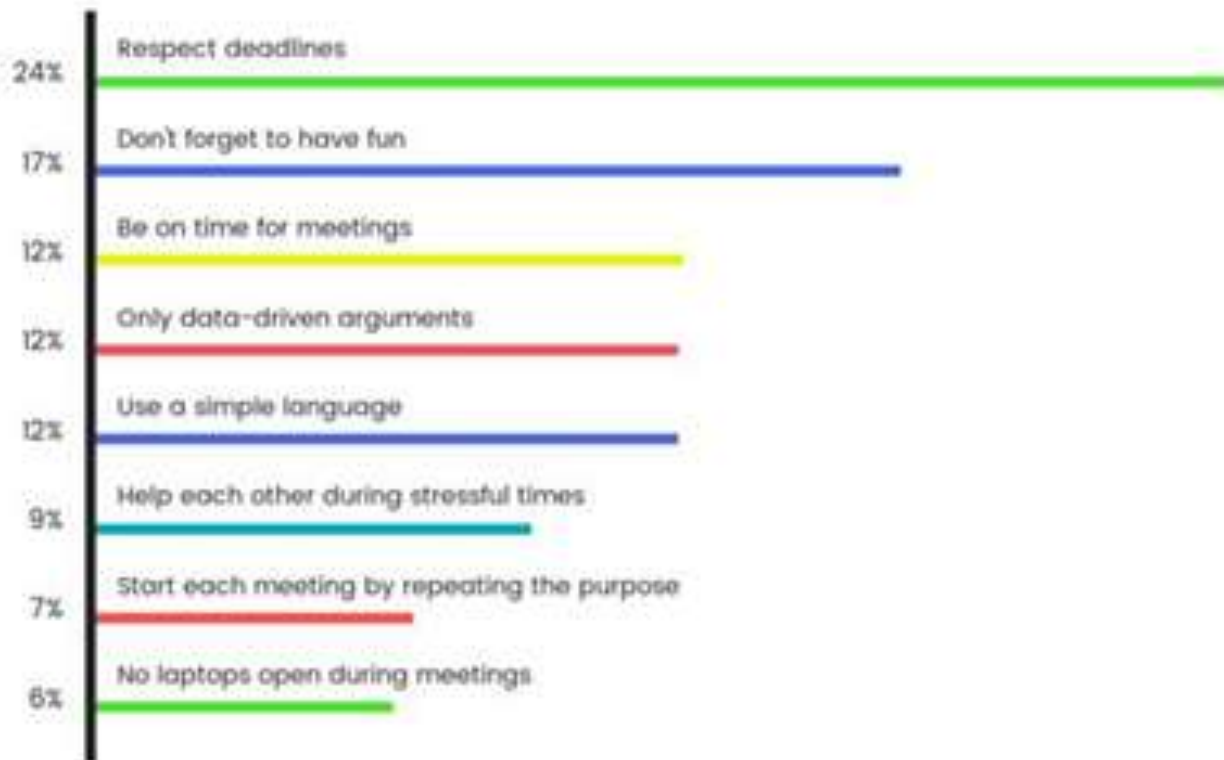 Respect deadlines
24%
Don't forget to have fun
17%
Be on time for meetings
12%
Only data-driven arguments
12%
Use a simple language
12%
Help each other during stressful times
9%
Start each meeting by repeating the purpose
7%
No laptops open during meetings
6%